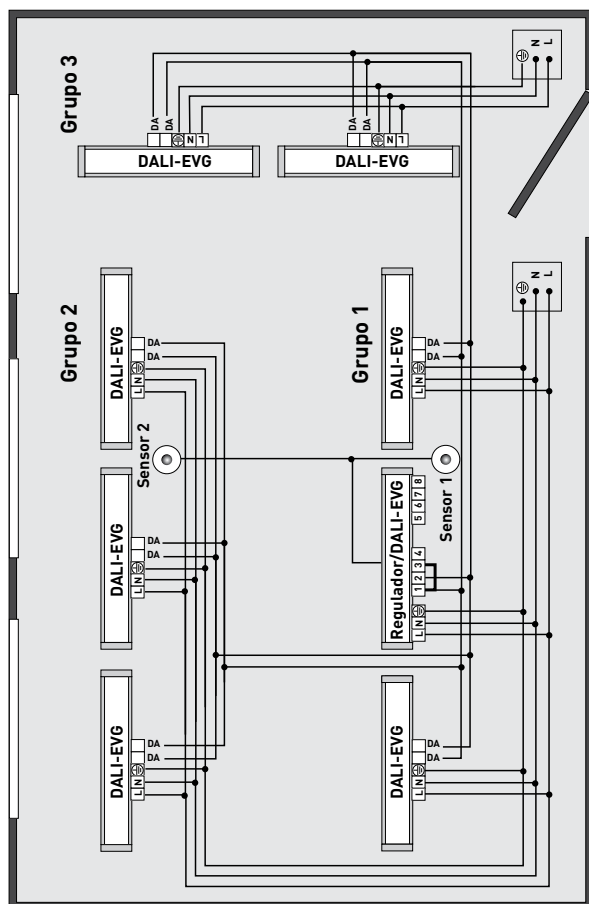 Grupo 3
DA
DA
⏚
N
L
DALI-EVG
DA
DA
⏚
N
L
DALI-EVG
⏚
N
L
Grupo 2
DALI-EVG
DA
DA
⏚
N
L
Grupo 1
DALI-EVG
DA
DA
⏚
N
L
⏚
N
L
Sensor 2
Sensor 1
DALI-EVG
DA
DA
⏚
N
L
Regulador/DALI-EVG
8
7
6
5
4
3
2
1
⏚
N
L
DALI-EVG
DA
DA
⏚
N
L
DALI-EVG
DA
DA
⏚
N
L